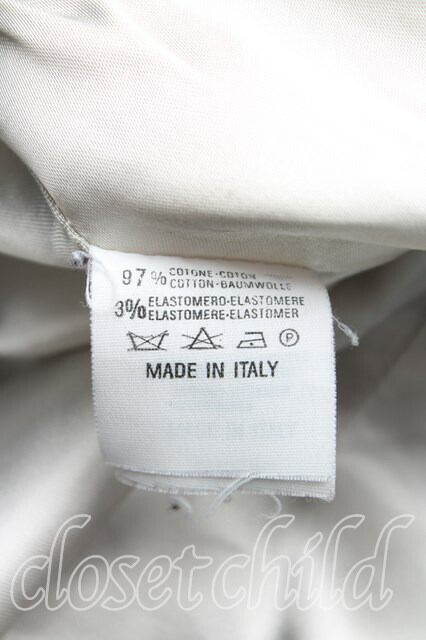 97% COTONE-COTON
COTTON-BAUMWOLLE
3% ELASTOMERO-ELASTOMERE
ELASTOMERE-ELASTOMER
P
MADE IN ITALY
closetchild